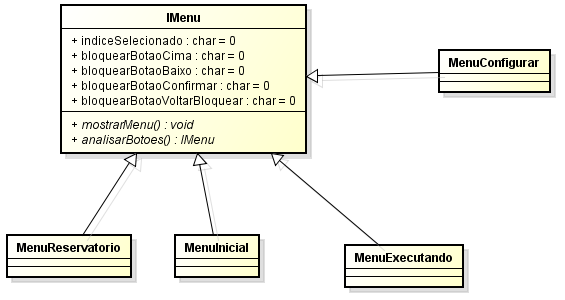 IMenu
+ indiceSelecionado : char = 0
+ bloquearBotaoCima : char = 0
+ bloquearBotaoBaixo : char = 0
+ bloquearBotaoConfirmar : char = 0
+ bloquearBotaoVoltarBloquear : char = 0
+ mostrarMenu() : void
+ analisarBotoes() : IMenu
MenuConfigurar
MenuReservatorio
MenuInicial
MenuExecutando